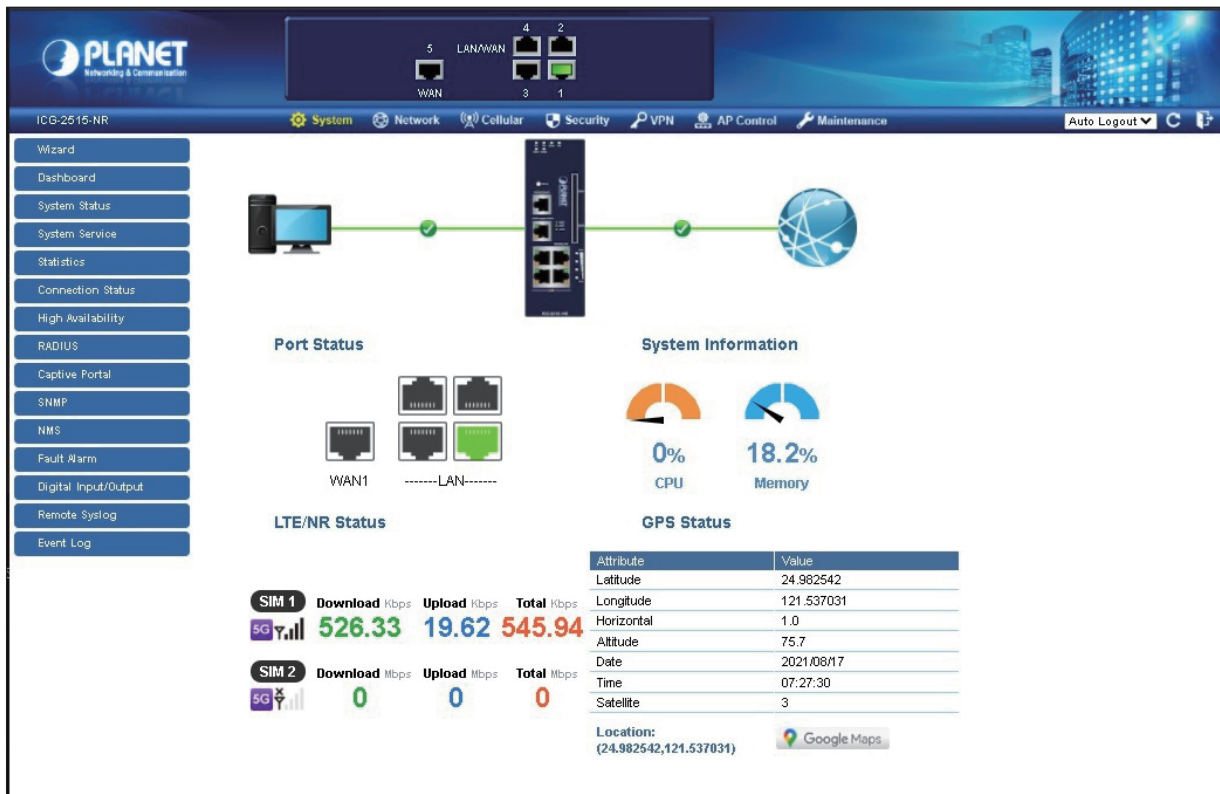 PLANET
Networking & Communication
4 2
5 LAN/WAN
WAN 3 1
ICG-2515-NR
System Network Cellular Security VPN AP Control Maintenance
Auto Logout
Wizard
Dashboard
System Status
System Service
Statistics
Connection Status
High Availability
RADIUS
Captive Portal
SNMP
NMS
Fault Alarm
Digital Input/Output
Remote Syslog
Event Log
PLANET
ICG-2515-NR
Port Status
WAN1 -------LAN-------
System Information
0% 18.2%
CPU Memory
LTE/NR Status
SIM 1 Download Kbps Upload Kbps Total Kbps
5G 526.33 19.62 545.94
SIM 2 Download Mbps Upload Mbps Total Mbps
5G 0 0 0
GPS Status
Attribute Value
Latitude 24.982542
Longitude 121.537031
Horizontal 1.0
Altitude 75.7
Date 2021/08/17
Time 07:27:30
Satellite 3
Location:
(24.982542,121.537031)
Google Maps